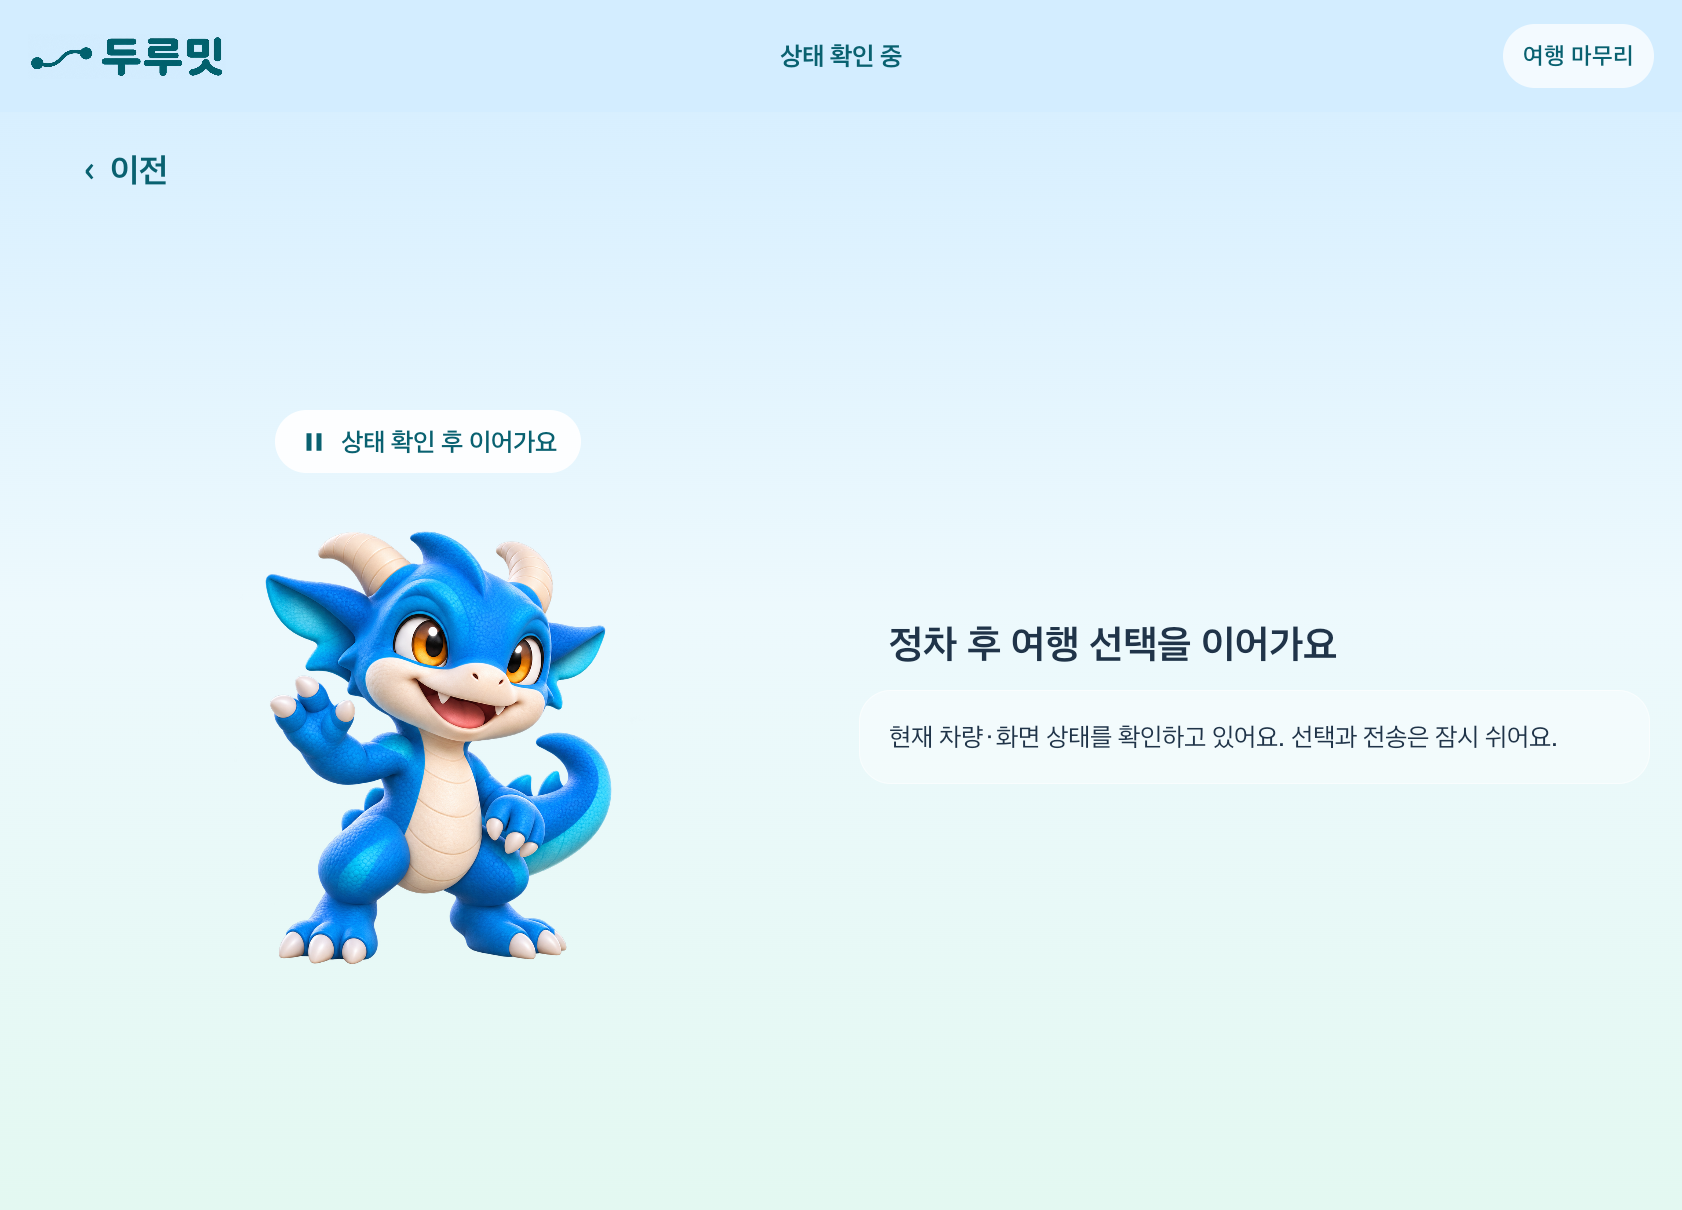 두루밋
상태 확인 중
여행 마무리
이전
상태 확인 후 이어가요
정차 후 여행 선택을 이어가요
현재 차량·화면 상태를 확인하고 있어요. 선택과 전송은 잠시 쉬어요.